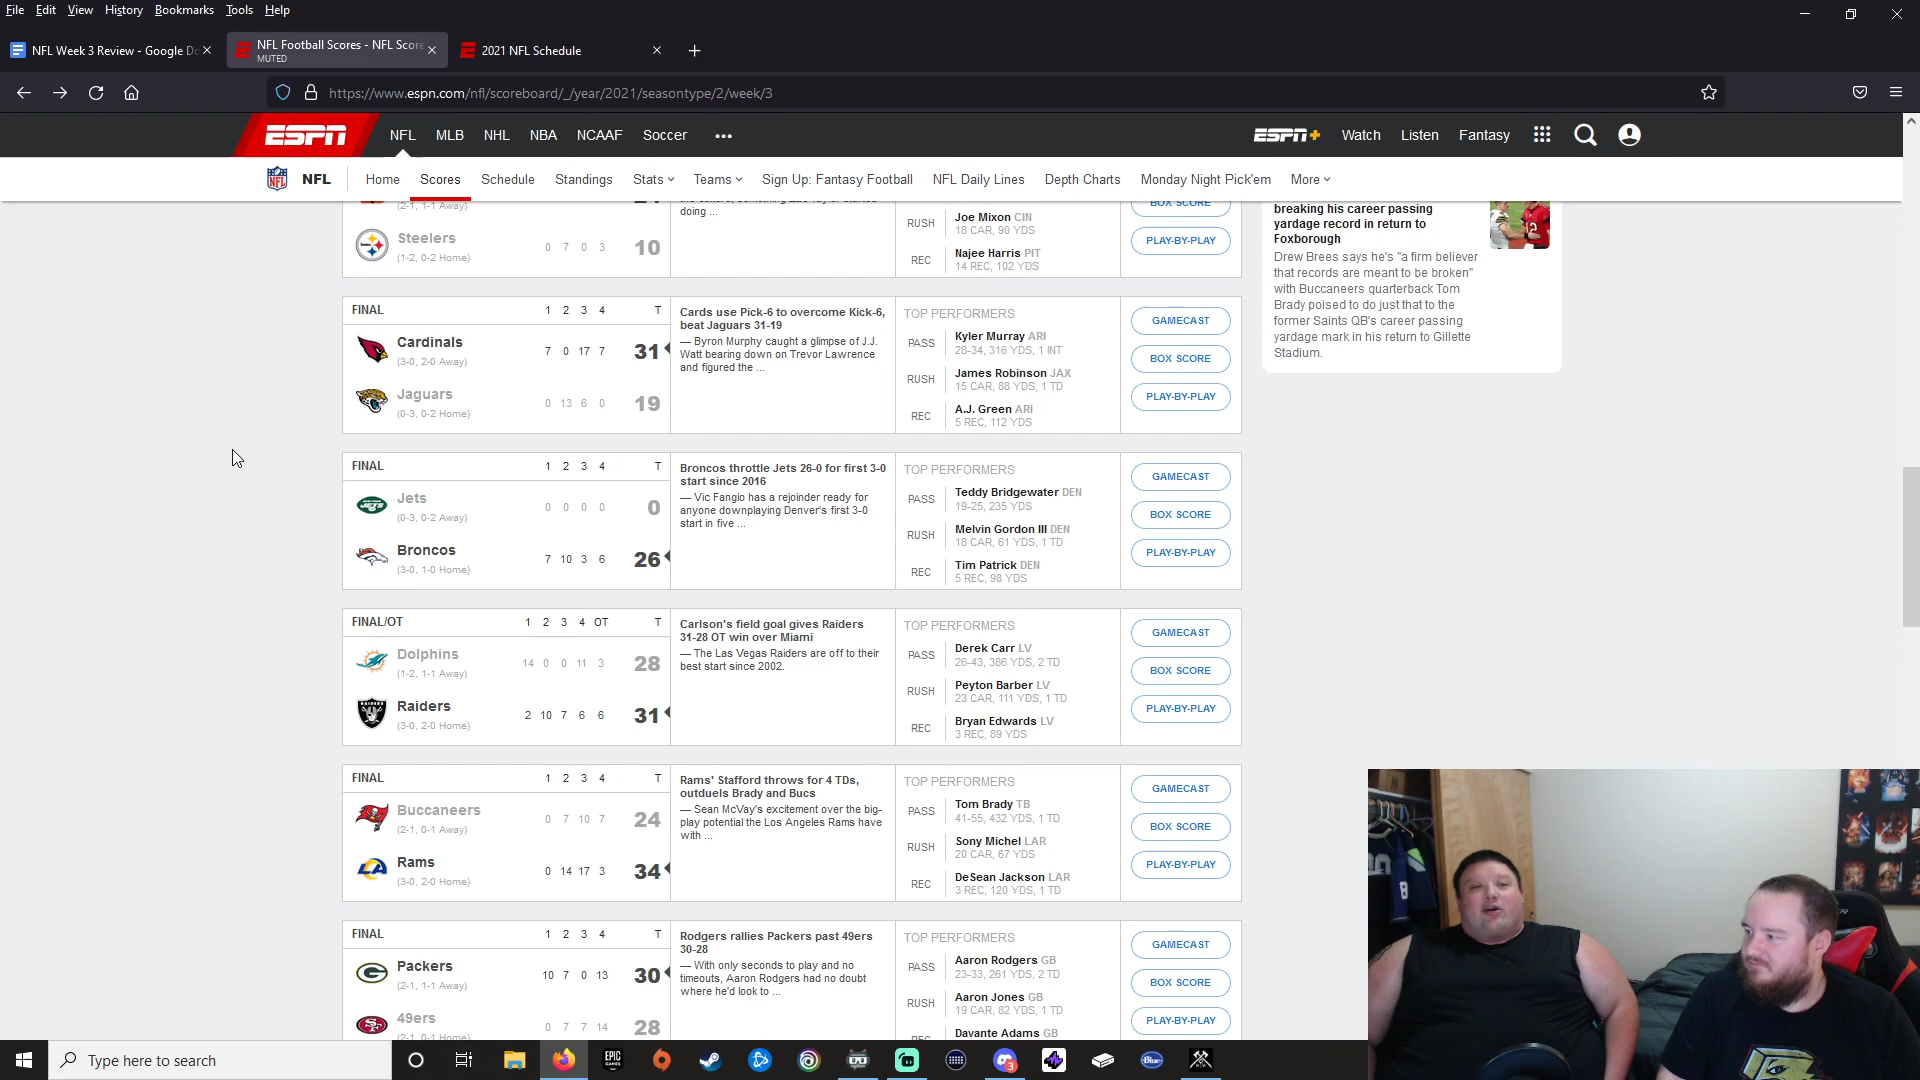 File Edit View History Bookmarks Tools Help
NFL Week 3 Review - Google Do
NFL Football Scores - NFL Score
MUTED
2021 NFL Schedule
https://www.espn.com/nfl/scoreboard/_/year/2021/seasontype/2/week/3
ESPN NFL MLB NHL NBA NCAAF Soccer ••• ESPN+ Watch Listen Fantasy
NFL Home Scores Schedule Standings Stats Teams Sign Up: Fantasy Football NFL Daily Lines Depth Charts Monday Night Pick'em More
(2-1, 1-1 Away)
Steelers 0 7 0 3 10
(1-2, 0-2 Home)
doing ...
RUSH Joe Mixon CIN
18 CAR, 90 YDS
REC Najee Harris PIT
14 REC, 102 YDS
BOX SCORE
PLAY-BY-PLAY
breaking his career passing
yardage record in return to
Foxborough
Drew Brees says he's "a firm believer
that records are meant to be broken"
with Buccaneers quarterback Tom
Brady poised to do just that to the
former Saints QB's career passing
yardage mark in his return to Gillette
Stadium.
FINAL 1 2 3 4 T
Cardinals 7 0 17 7 31
(3-0, 2-0 Away)
Jaguars 0 13 6 0 19
(0-3, 0-2 Home)
Cards use Pick-6 to overcome Kick-6,
beat Jaguars 31-19
— Byron Murphy caught a glimpse of J.J.
Watt bearing down on Trevor Lawrence
and figured the ...
TOP PERFORMERS
PASS Kyler Murray ARI
28-34, 316 YDS, 1 INT
RUSH James Robinson JAX
15 CAR, 88 YDS, 1 TD
REC A.J. Green ARI
5 REC, 112 YDS
GAMECAST
BOX SCORE
PLAY-BY-PLAY
FINAL 1 2 3 4 T
Jets 0 0 0 0 0
(0-3, 0-2 Away)
Broncos 7 10 3 6 26
(3-0, 1-0 Home)
Broncos throttle Jets 26-0 for first 3-0
start since 2016
— Vic Fangio has a rejoinder ready for
anyone downplaying Denver's first 3-0
start in five ...
TOP PERFORMERS
PASS Teddy Bridgewater DEN
19-25, 235 YDS
RUSH Melvin Gordon III DEN
18 CAR, 61 YDS, 1 TD
REC Tim Patrick DEN
5 REC, 98 YDS
GAMECAST
BOX SCORE
PLAY-BY-PLAY
FINAL/OT 1 2 3 4 OT T
Dolphins 14 0 0 11 3 28
(1-2, 1-1 Away)
Raiders 2 10 7 6 6 31
(3-0, 2-0 Home)
Carlson's field goal gives Raiders
31-28 OT win over Miami
— The Las Vegas Raiders are off to their
best start since 2002.
TOP PERFORMERS
PASS Derek Carr LV
26-43, 386 YDS, 2 TD
RUSH Peyton Barber LV
23 CAR, 111 YDS, 1 TD
REC Bryan Edwards LV
3 REC, 89 YDS
GAMECAST
BOX SCORE
PLAY-BY-PLAY
FINAL 1 2 3 4 T
Buccaneers 0 7 10 7 24
(2-1, 0-1 Away)
Rams 0 14 17 3 34
(3-0, 2-0 Home)
Rams' Stafford throws for 4 TDs,
outduels Brady and Bucs
— Sean McVay's excitement over the big-
play potential the Los Angeles Rams have
with ...
TOP PERFORMERS
PASS Tom Brady TB
41-55, 432 YDS, 1 TD
RUSH Sony Michel LAR
20 CAR, 67 YDS
REC DeSean Jackson LAR
3 REC, 120 YDS, 1 TD
GAMECAST
BOX SCORE
PLAY-BY-PLAY
FINAL 1 2 3 4 T
Packers 10 7 0 13 30
(2-1, 1-1 Away)
49ers 0 7 7 14 28
Rodgers rallies Packers past 49ers
30-28
— With only seconds to play and no
timeouts, Aaron Rodgers had no doubt
where he'd look to ...
TOP PERFORMERS
PASS Aaron Rodgers GB
23-33, 261 YDS, 2 TD
RUSH Aaron Jones GB
19 CAR, 82 YDS, 1 TD
Davante Adams GB
GAMECAST
BOX SCORE
PLAY-BY-PLAY
8
Type here to search
EPIC
GAMES
3
Blue